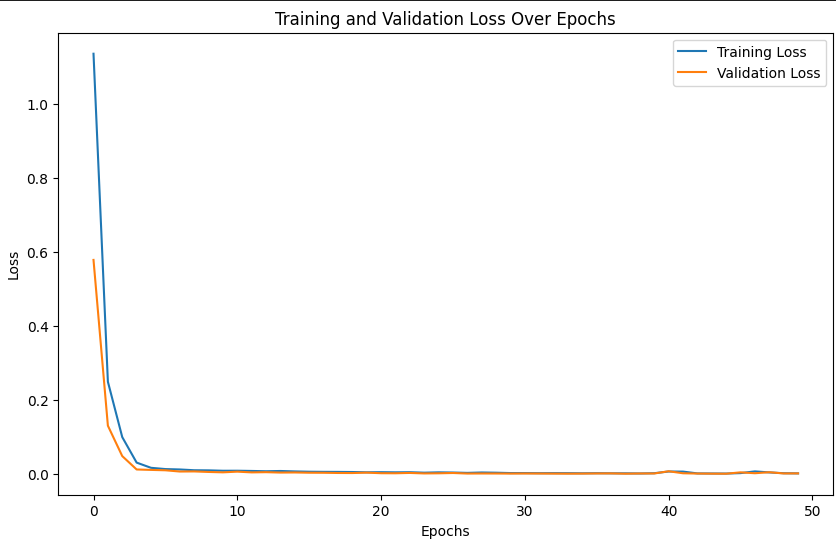 Training and Validation Loss Over Epochs
Training Loss
Validation Loss
Loss
1.0
0.8
0.6
0.4
0.2
0.0
0 10 20 30 40 50
Epochs